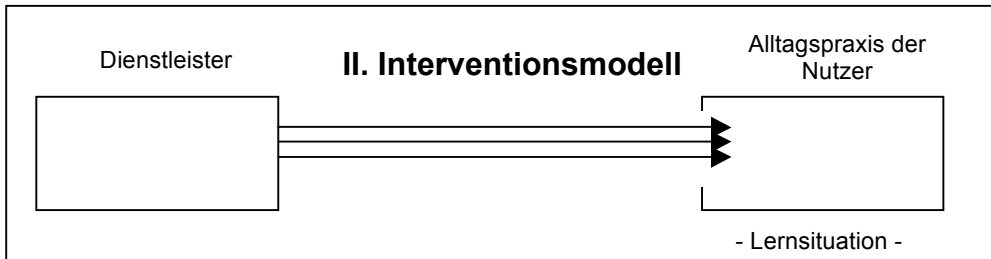 Dienstleister
II. Interventionsmodell
Alltagspraxis der
Nutzer
- Lernsituation -